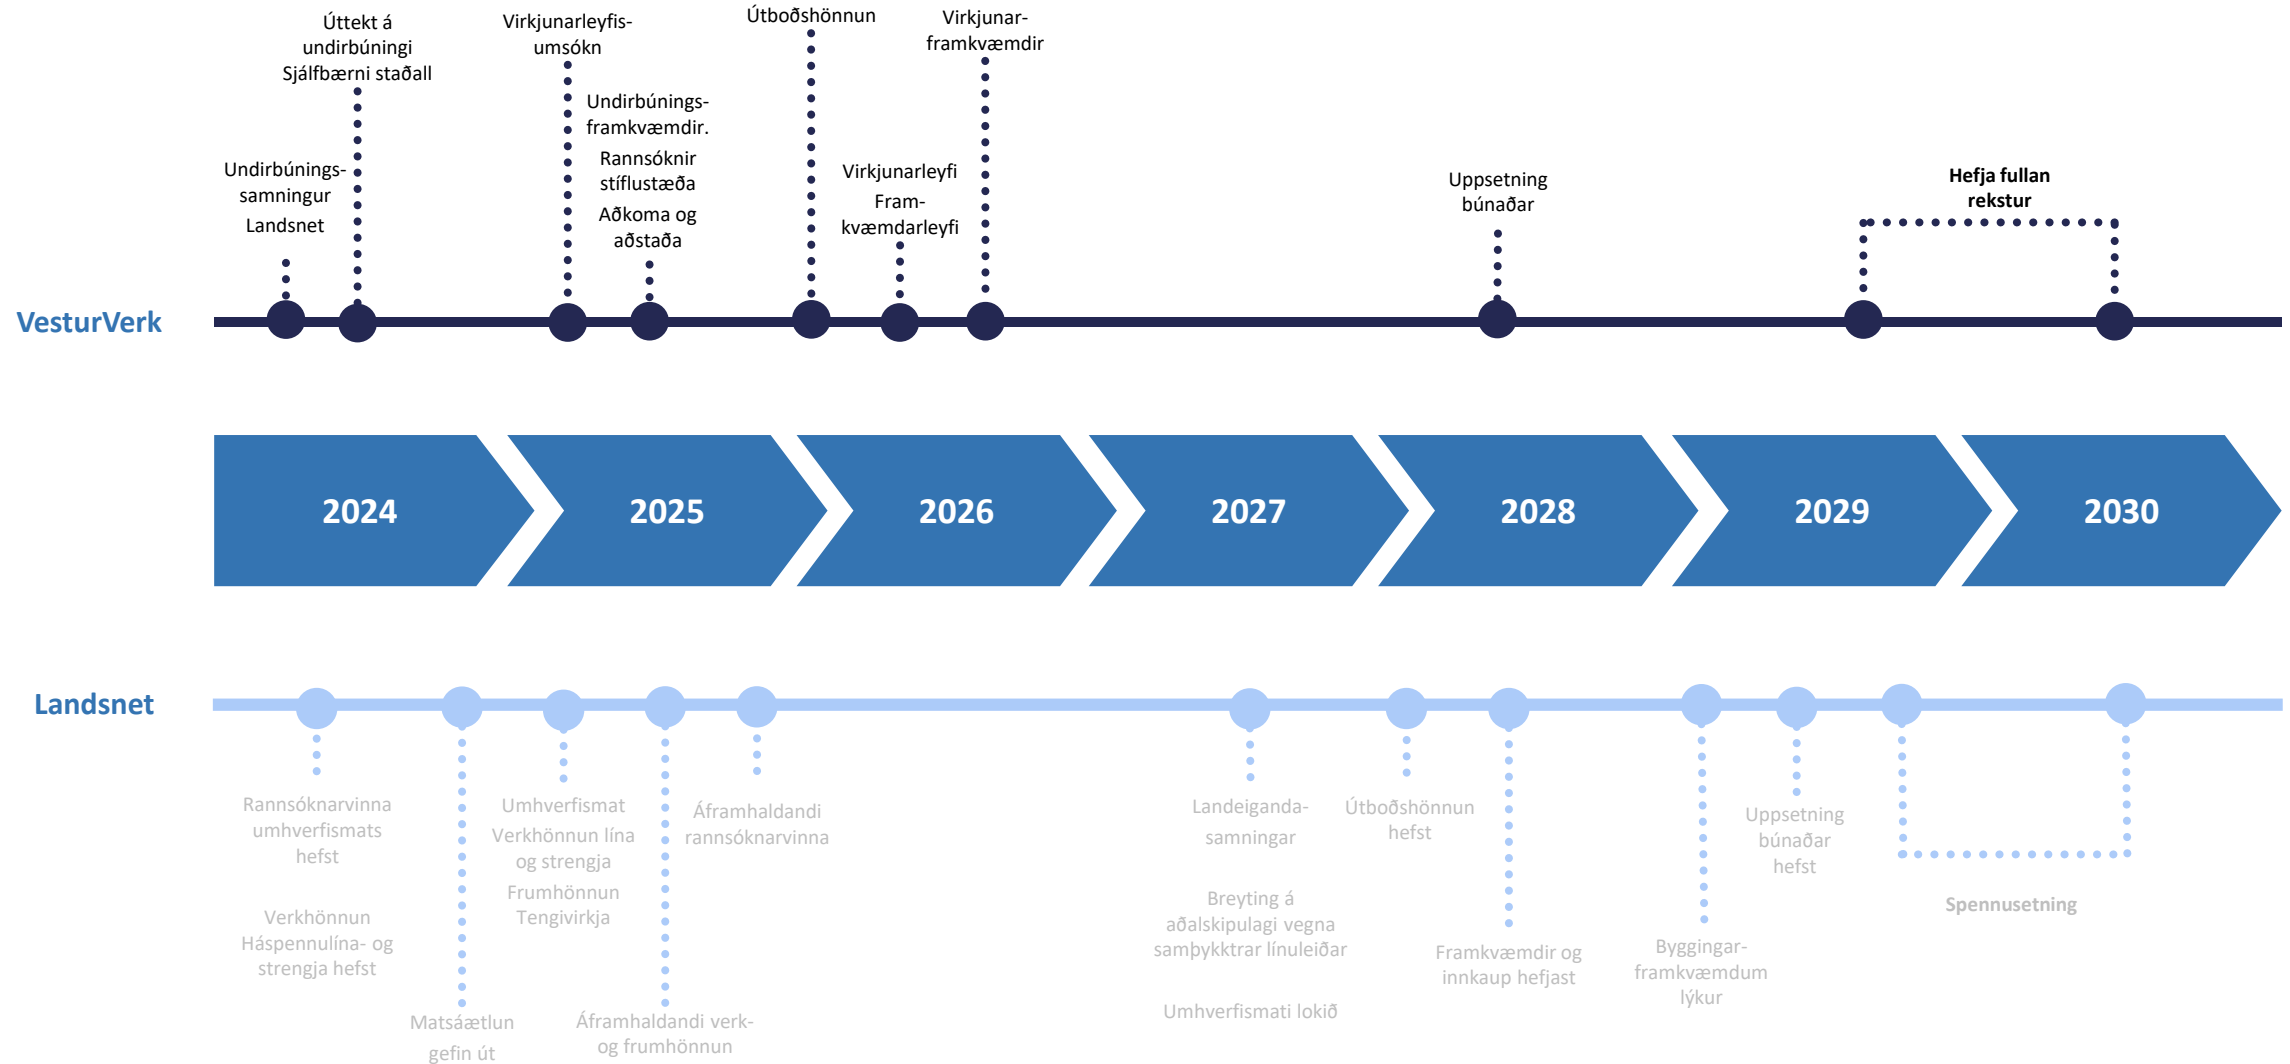 Úttekt á
undirbúningi
Sjálfbærni staðall
Virkjunarleyfis-
umsókn
Útboðshönnun
Virkjunar-
framkvæmdir
Undirbúnings-
samningur
Landsnet
Undirbúnings-
framkvæmdir.
Rannsóknir
stíflustæða
Aðkoma og
aðstaða
Virkjunarleyfi
Fram-
kvæmdarleyfi
Uppsetning
búnaðar
Hefja fullan
rekstur
VesturVerk
2024
2025
2026
2027
2028
2029
2030
Landsnet
Rannsóknarvinna
umhverfismats
hefst
Verkhönnun
Háspennulína- og
strengja hefst
Matsáætlun
gefin út
Umhverfismat
Verkhönnun lína
og strengja
Frumhönnun
Tengivirkja
Áframhaldandi verk-
og frumhönnun
Áframhaldandi
rannsóknarvinna
Landeiganda-
samningar
Breyting á
aðalskipulagi vegna
samþykktrar línuleiðar
Umhverfismati lokið
Útboðshönnun
hefst
Framkvæmdir og
innkaup hefjast
Byggingar-
framkvæmdum
lýkur
Uppsetning
búnaðar
hefst
Spennusetning